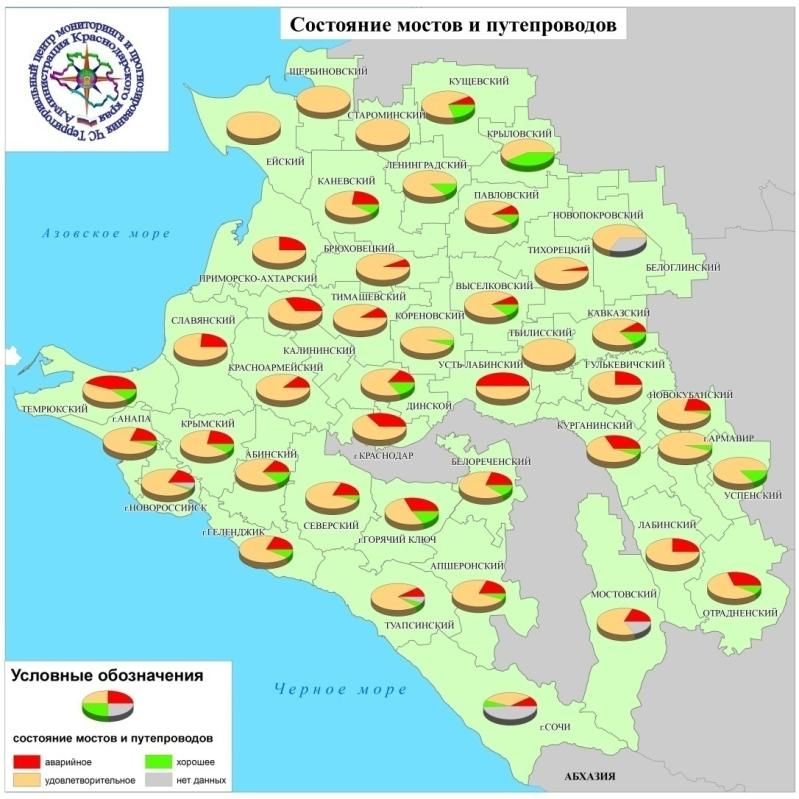 Состояние мостов и путепроводов
Территориальный центр мониторинга и прогнозирования ЧС
Администрация Краснодарского края
ЩЕРБИНОВСКИЙ
КУЩЕВСКИЙ
СТАРОМИНСКИЙ
КРЫЛОВСКИЙ
ЕЙСКИЙ
ЛЕНИНГРАДСКИЙ
КАНЕВСКИЙ
ПАВЛОВСКИЙ
НОВОПОКРОВСКИЙ
Азовское море
БРЮХОВЕЦКИЙ
ТИХОРЕЦКИЙ
БЕЛОГЛИНСКИЙ
ПРИМОРСКО-АХТАРСКИЙ
ВЫСЕЛКОВСКИЙ
ТИМАШЕВСКИЙ
КОРЕНОВСКИЙ
КАВКАЗСКИЙ
СЛАВЯНСКИЙ
ТБИЛИССКИЙ
КАЛИНИНСКИЙ
КРАСНОАРМЕЙСКИЙ
УСТЬ-ЛАБИНСКИЙ
ГУЛЬКЕВИЧСКИЙ
НОВОКУБАНСКИЙ
ТЕМРЮКСКИЙ
ДИНСКОЙ
г.АНАПА
КРЫМСКИЙ
КУРГАНИНСКИЙ
г.АРМАВИР
АБИНСКИЙ
г.КРАСНОДАР
БЕЛОРЕЧЕНСКИЙ
УСПЕНСКИЙ
г.НОВОРОССИЙСК
СЕВЕРСКИЙ
ЛАБИНСКИЙ
г.ГЕЛЕНДЖИК
г.ГОРЯЧИЙ КЛЮЧ
АПШЕРОНСКИЙ
МОСТОВСКИЙ
ОТРАДНЕНСКИЙ
ТУАПСИНСКИЙ
Черное море
г.СОЧИ
АБХАЗИЯ
Условные обозначения
состояние мостов и путепроводов
аварийное
хорошее
удовлетворительное
нет данных